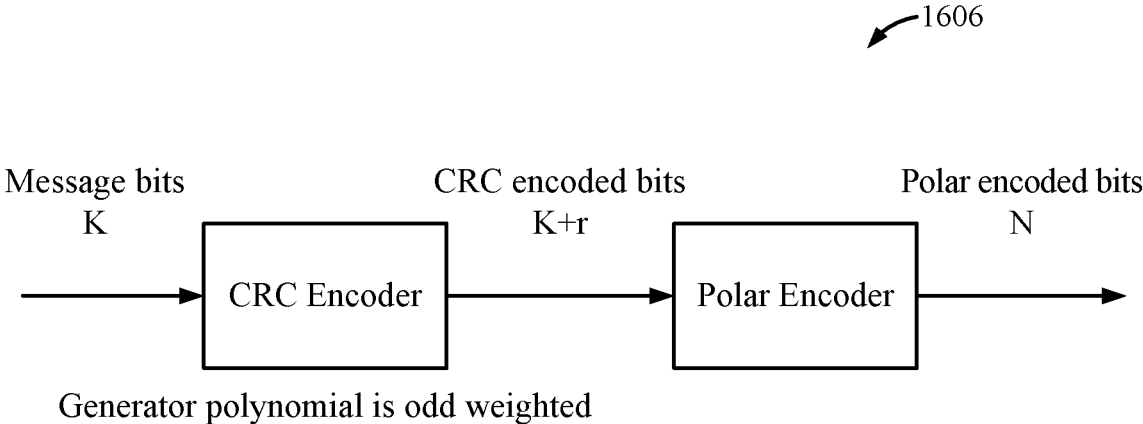 1606
Message bits
K
CRC encoded bits
K+r
Polar encoded bits
N
CRC Encoder
Polar Encoder
Generator polynomial is odd weighted